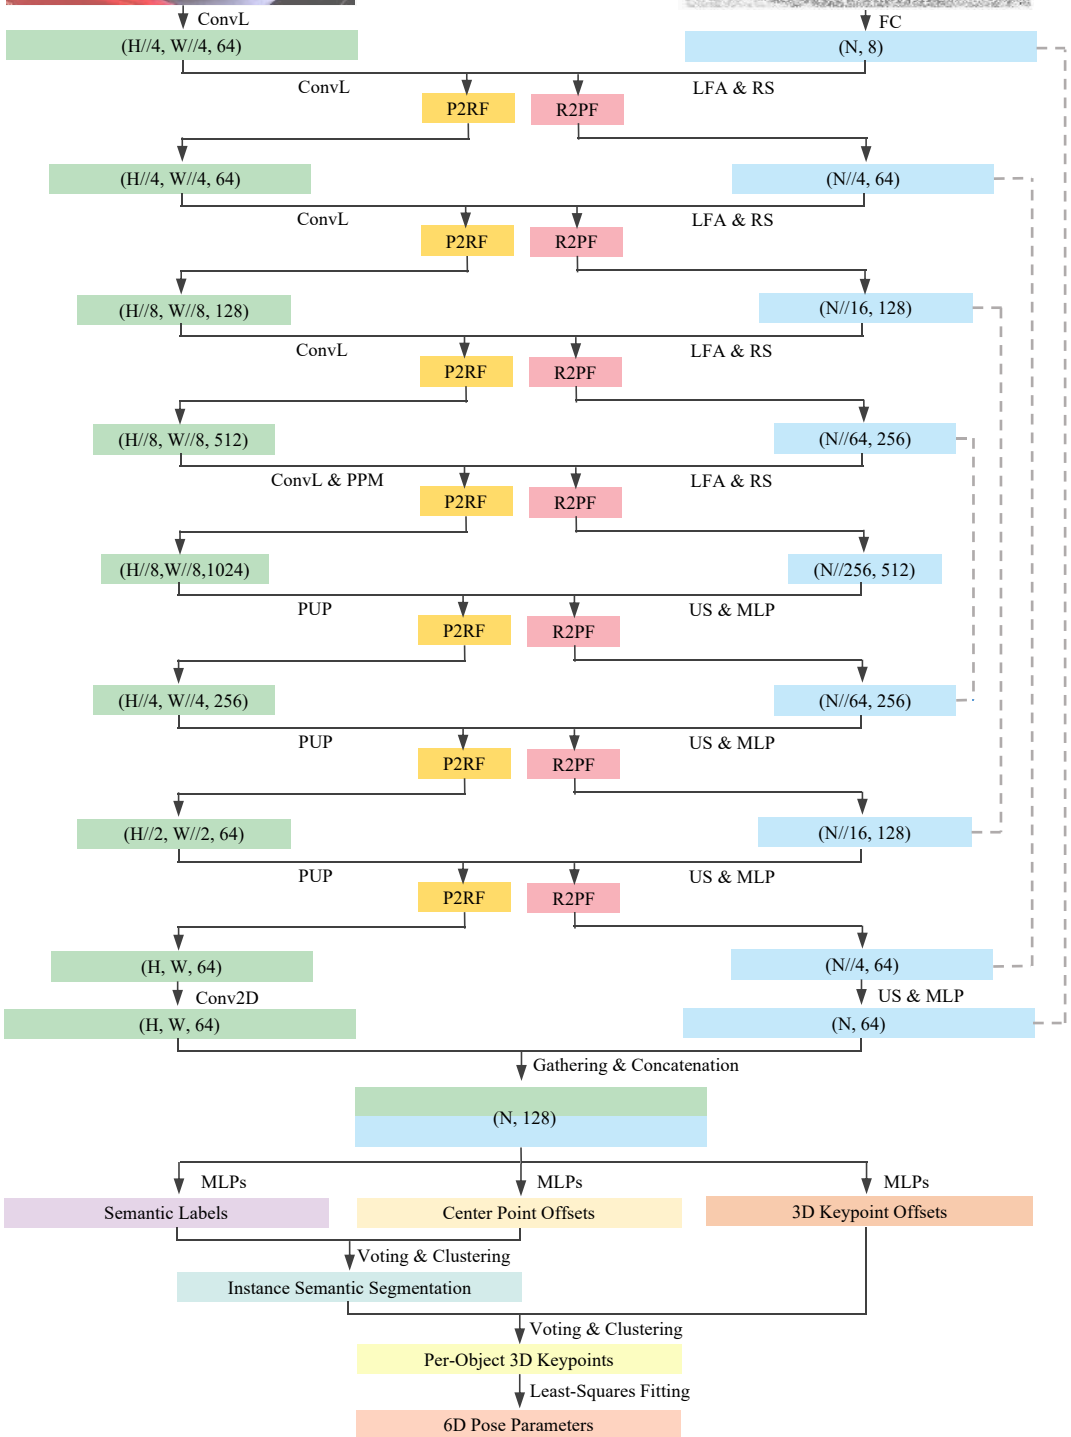 ConvL
FC
(H//4, W//4, 64)
(N, 8)
ConvL
LFA & RS
P2RF
R2PF
(H//4, W//4, 64)
(N//4, 64)
ConvL
LFA & RS
P2RF
R2PF
(H//8, W//8, 128)
(N//16, 128)
ConvL
LFA & RS
P2RF
R2PF
(H//8, W//8, 512)
(N//64, 256)
ConvL & PPM
LFA & RS
P2RF
R2PF
(H//8,W//8,1024)
(N//256, 512)
PUP
US & MLP
P2RF
R2PF
(H//4, W//4, 256)
(N//64, 256)
PUP
US & MLP
P2RF
R2PF
(H//2, W//2, 64)
(N//16, 128)
PUP
US & MLP
P2RF
R2PF
(H, W, 64)
(N//4, 64)
Conv2D
US & MLP
(H, W, 64)
(N, 64)
Gathering & Concatenation
(N, 128)
MLPs
MLPs
MLPs
Semantic Labels
Center Point Offsets
3D Keypoint Offsets
Voting & Clustering
Instance Semantic Segmentation
Voting & Clustering
Per-Object 3D Keypoints
Least-Squares Fitting
6D Pose Parameters